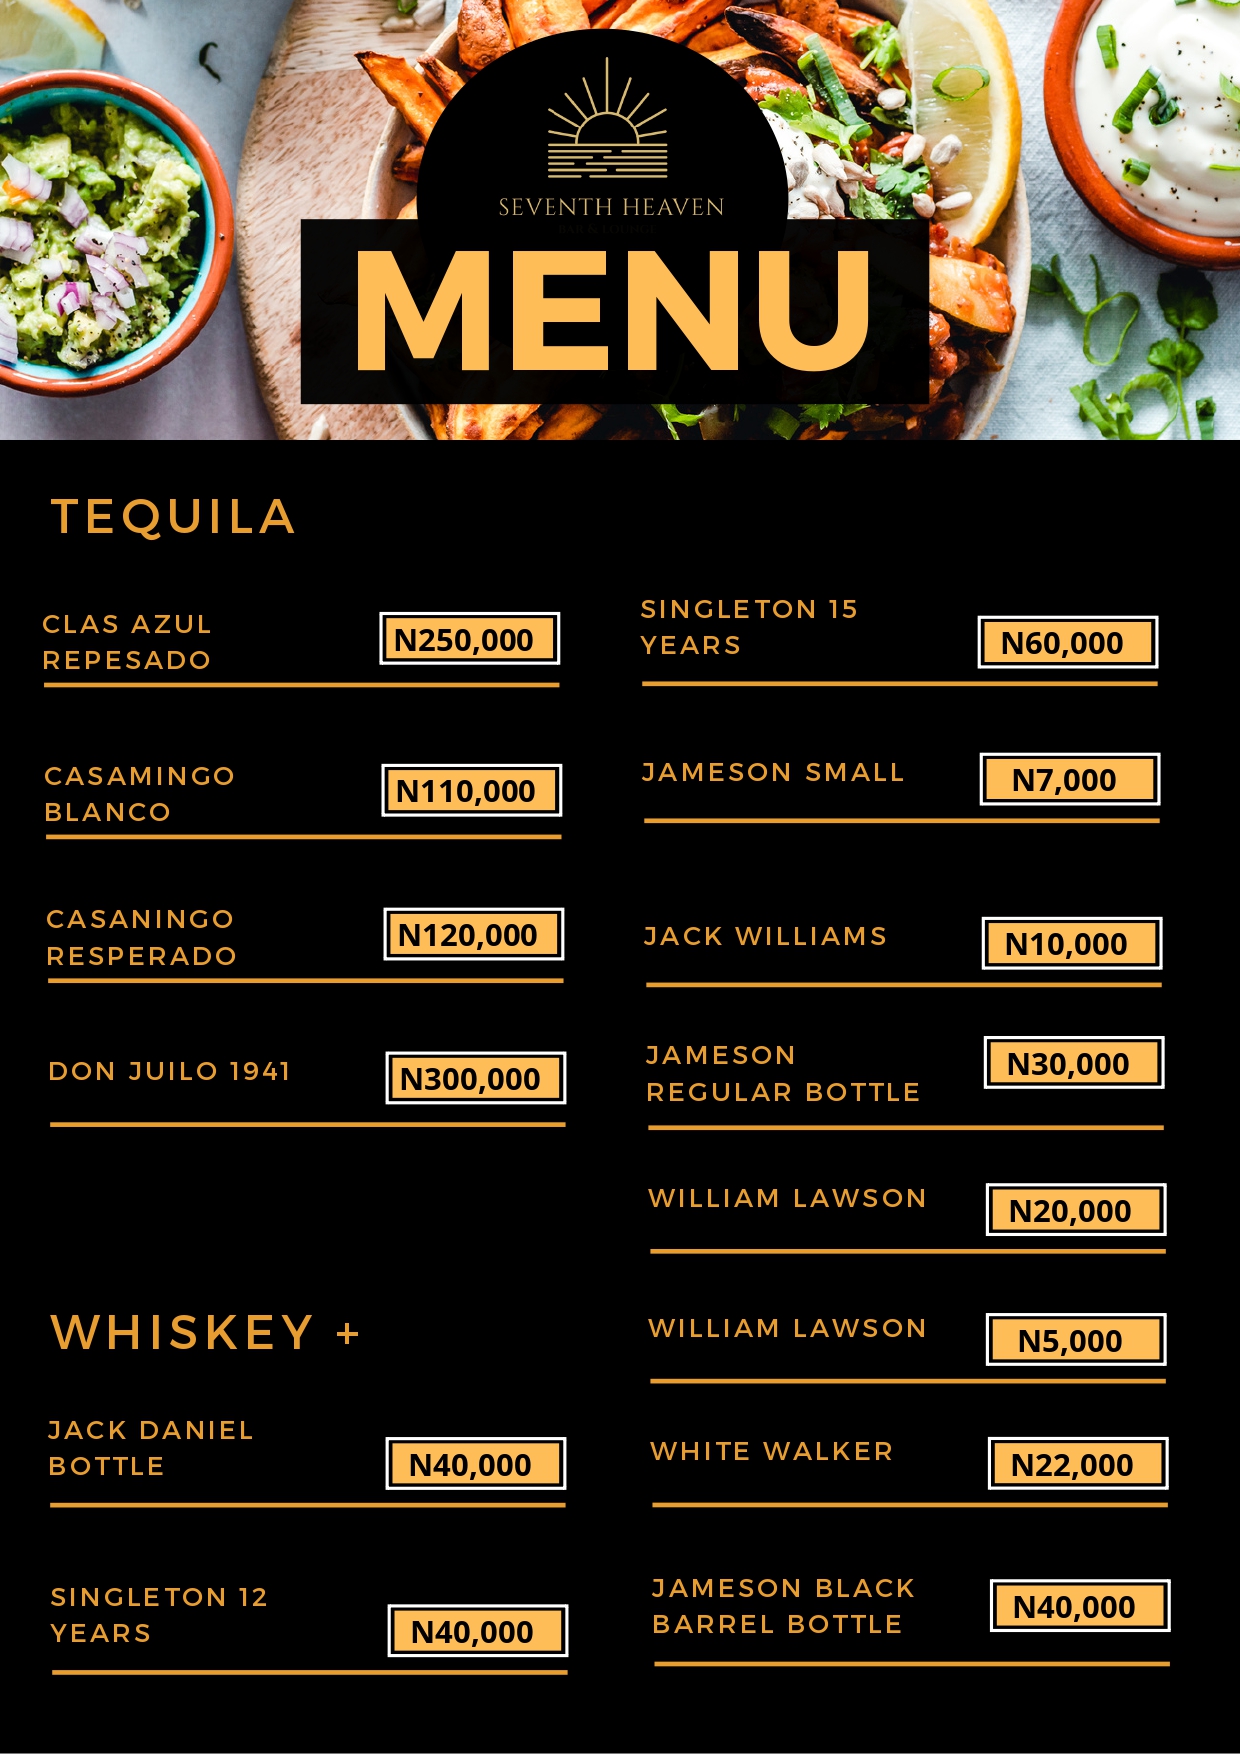 SEVENTH HEAVEN
BAR & LOUNGE
MENU
TEQUILA
CLAS AZUL
REPESADO
N250,000
CASAMINGO
BLANCO
N110,000
CASANINGO
RESPERADO
N120,000
DON JUILO 1941
N300,000
WHISKEY +
JACK DANIEL
BOTTLE
N40,000
SINGLETON 12
YEARS
N40,000
SINGLETON 15
YEARS
N60,000
JAMESON SMALL
N7,000
JACK WILLIAMS
N10,000
JAMESON
REGULAR BOTTLE
N30,000
WILLIAM LAWSON
N20,000
WILLIAM LAWSON
N5,000
WHITE WALKER
N22,000
JAMESON BLACK
BARREL BOTTLE
N40,000